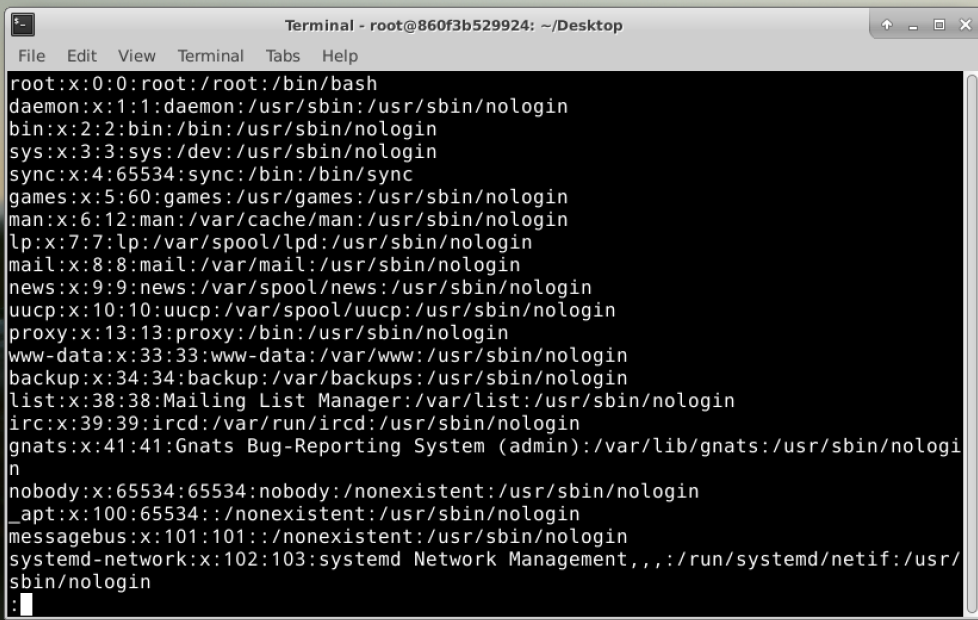 Terminal - root@860f3b529924: ~/Desktop
File Edit View Terminal Tabs Help
root:x:0:0:root:/root:/bin/bash
daemon:x:1:1:daemon:/usr/sbin:/usr/sbin/nologin
bin:x:2:2:bin:/bin:/usr/sbin/nologin
sys:x:3:3:sys:/dev:/usr/sbin/nologin
sync:x:4:65534:sync:/bin:/bin/sync
games:x:5:60:games:/usr/games:/usr/sbin/nologin
man:x:6:12:man:/var/cache/man:/usr/sbin/nologin
lp:x:7:7:lp:/var/spool/lpd:/usr/sbin/nologin
mail:x:8:8:mail:/var/mail:/usr/sbin/nologin
news:x:9:9:news:/var/spool/news:/usr/sbin/nologin
uucp:x:10:10:uucp:/var/spool/uucp:/usr/sbin/nologin
proxy:x:13:13:proxy:/bin:/usr/sbin/nologin
www-data:x:33:33:www-data:/var/www:/usr/sbin/nologin
backup:x:34:34:backup:/var/backups:/usr/sbin/nologin
list:x:38:38:Mailing List Manager:/var/list:/usr/sbin/nologin
irc:x:39:39:ircd:/var/run/ircd:/usr/sbin/nologin
gnats:x:41:41:Gnats Bug-Reporting System (admin):/var/lib/gnats:/usr/sbin/nologi
n
nobody:x:65534:65534:nobody:/nonexistent:/usr/sbin/nologin
_apt:x:100:65534::/nonexistent:/usr/sbin/nologin
messagebus:x:101:101::/nonexistent:/usr/sbin/nologin
systemd-network:x:102:103:systemd Network Management,,,:/run/systemd/netif:/usr/
sbin/nologin
: